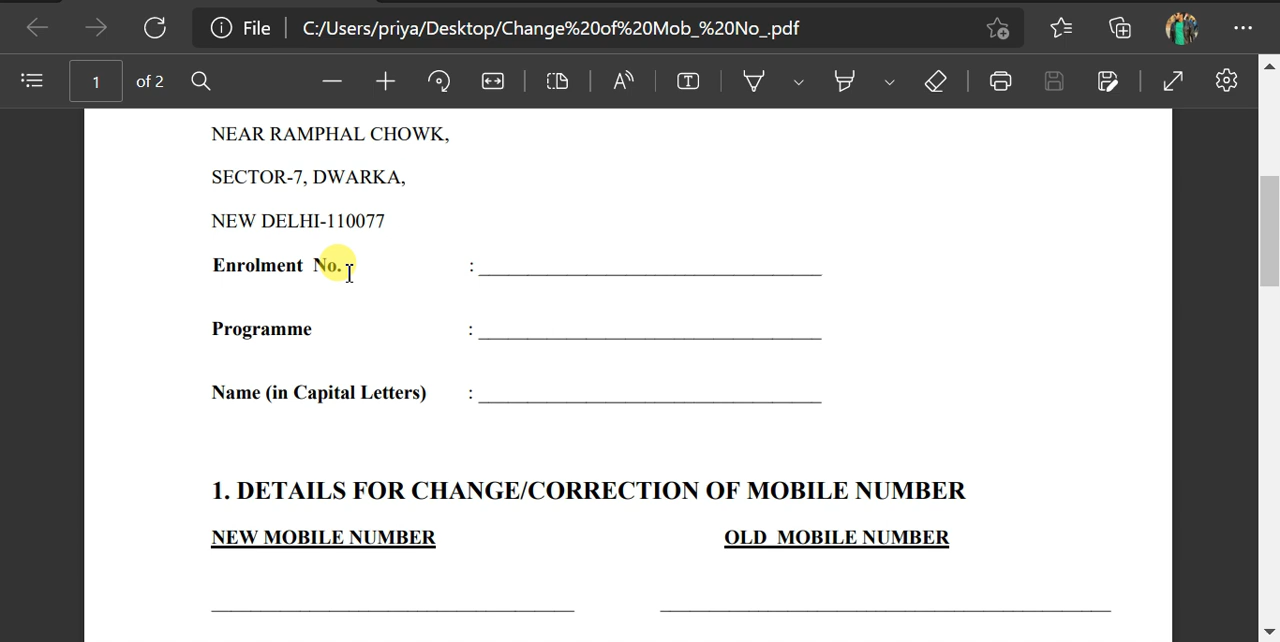 File C:/Users/priya/Desktop/Change%20of%20Mob_%20No_.pdf
1 of 2
NEAR RAMPHAL CHOWK,
SECTOR-7, DWARKA,
NEW DELHI-110077
Enrolment No. :
Programme :
Name (in Capital Letters) :
1. DETAILS FOR CHANGE/CORRECTION OF MOBILE NUMBER
NEW MOBILE NUMBER OLD MOBILE NUMBER